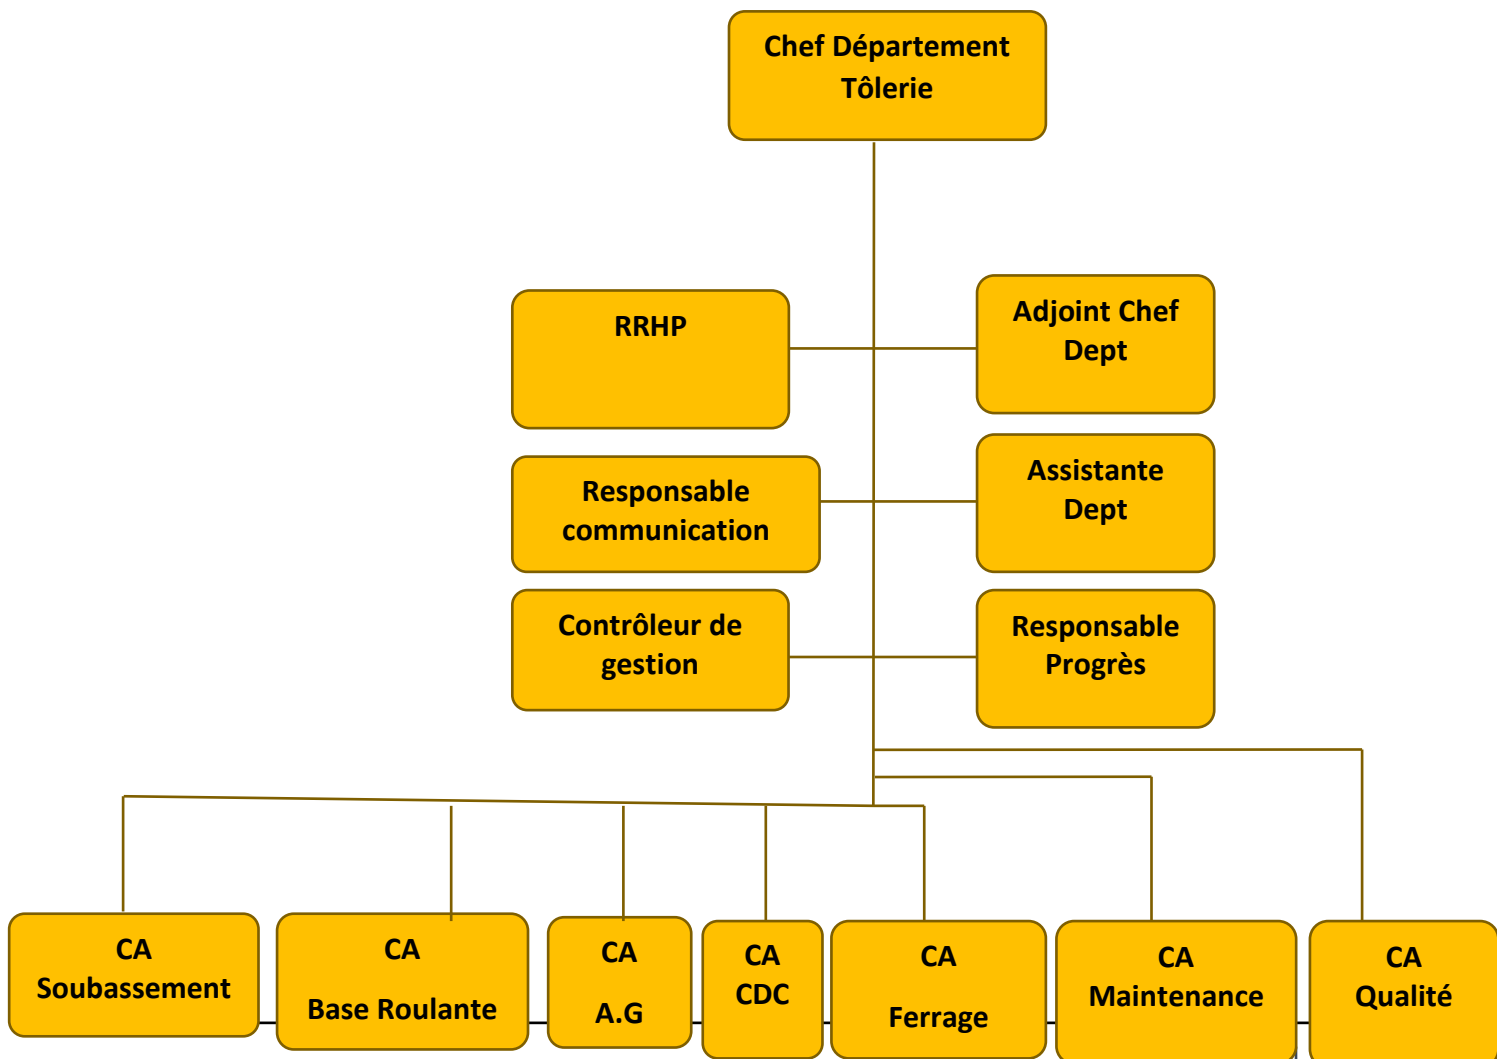 Chef Département
Tôlerie
RRHP
Adjoint Chef
Dept
Responsable
communication
Assistante
Dept
Contrôleur de
gestion
Responsable
Progrès
CA
Soubassement
CA
Base Roulante
CA
A.G
CA
CDC
CA
Ferrage
CA
Maintenance
CA
Qualité